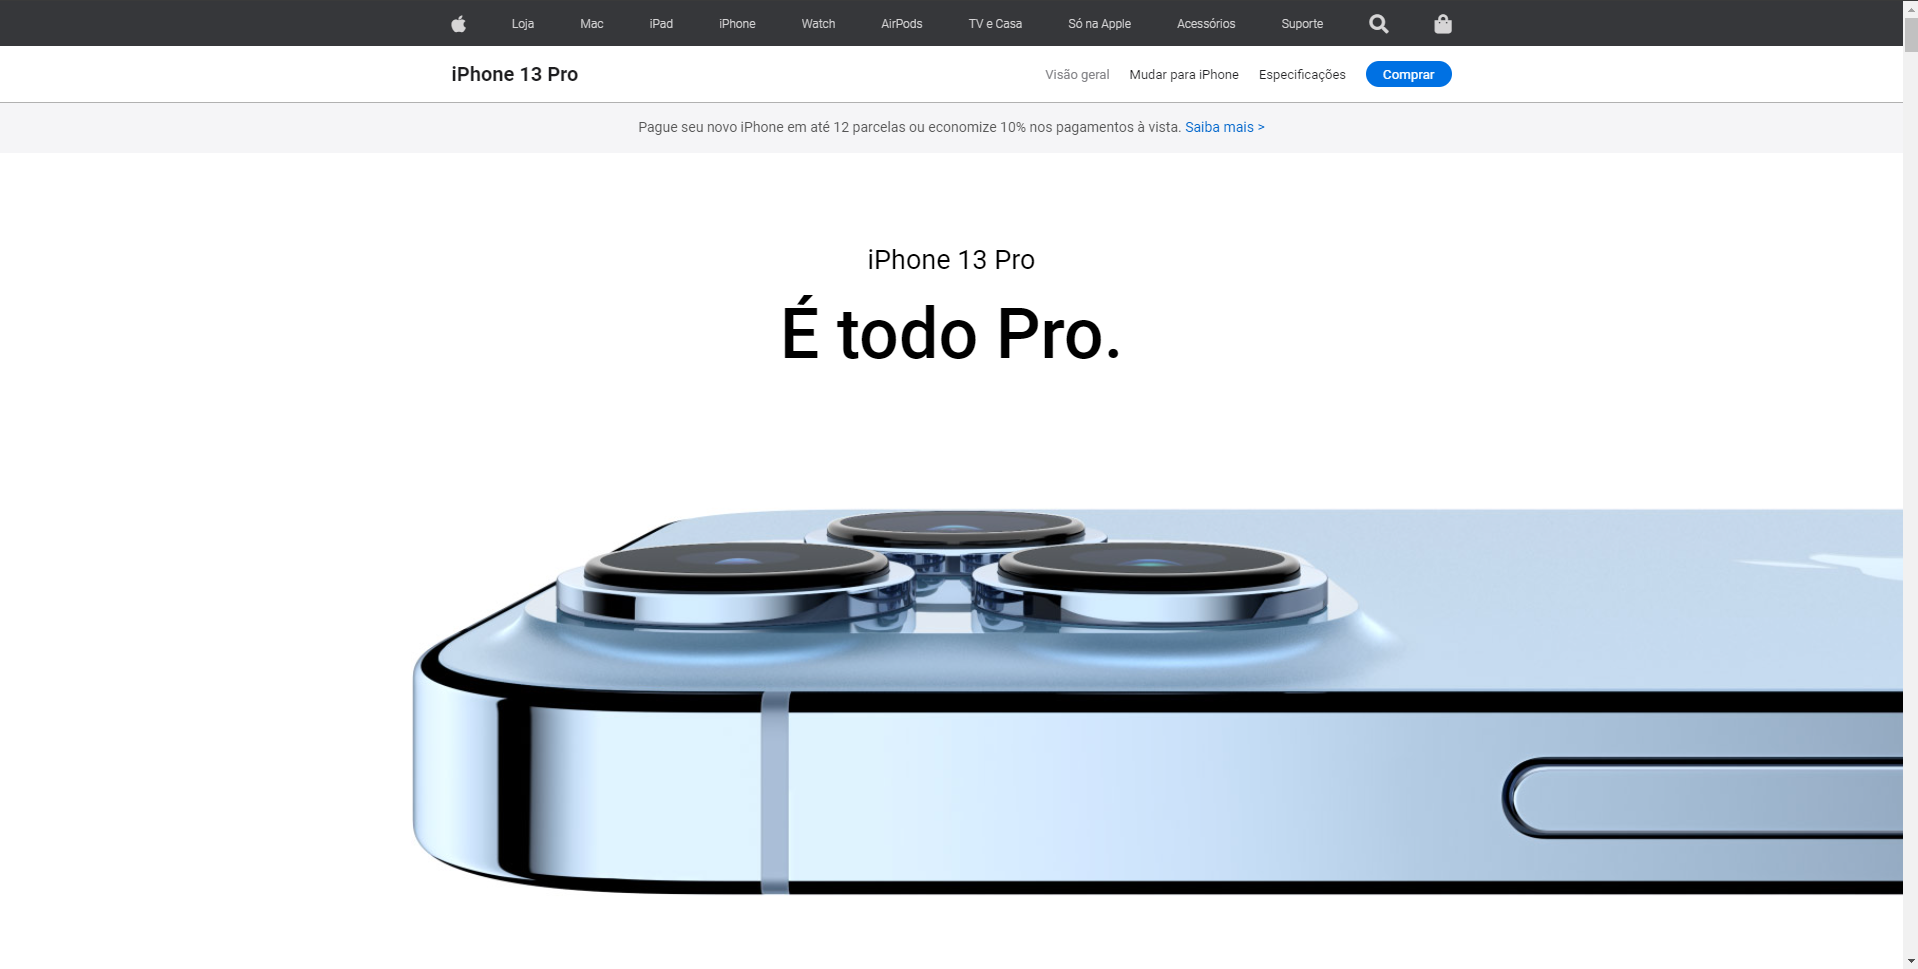 Loja Mac iPad iPhone Watch AirPods TV e Casa Só na Apple Acessórios Suporte
iPhone 13 Pro Visão geral Mudar para iPhone Especificações Comprar
Pague seu novo iPhone em até 12 parcelas ou economize 10% nos pagamentos à vista. Saiba mais >
iPhone 13 Pro
É todo Pro.